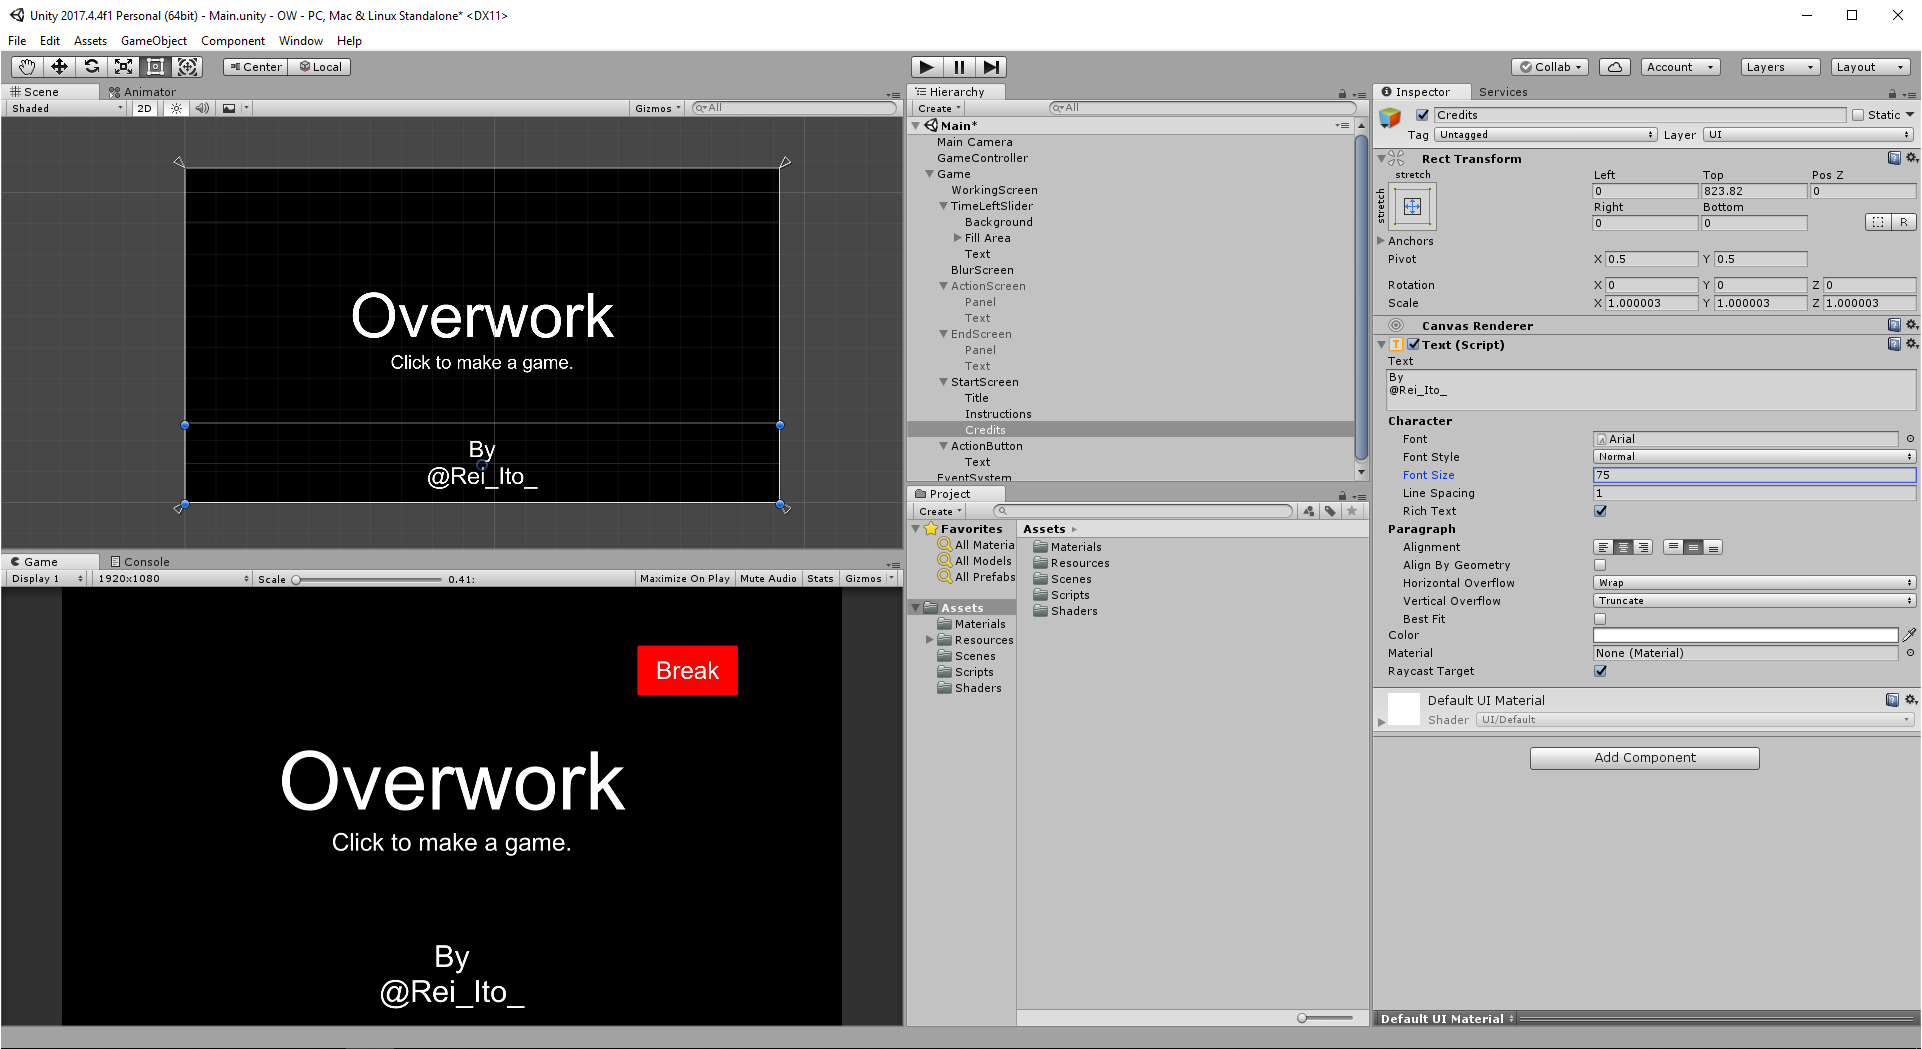 Unity 2017.4.4f1 Personal (64bit) - Main.unity - OW - PC, Mac & Linux Standalone* <DX11>
File Edit Assets GameObject Component Window Help
Center Local
Collab Account Layers Layout
Scene Animator
Shaded 2D Gizmos All
Overwork
Click to make a game.
By
@Rei_Ito_
Game Console
Display 1 1920x1080 Scale 0.41: Maximize On Play Mute Audio Stats Gizmos
Break
Overwork
Click to make a game.
By
@Rei_Ito_
Hierarchy
Create All
Main*
Main Camera
GameController
Game
WorkingScreen
TimeLeftSlider
Background
Fill Area
Text
BlurScreen
ActionScreen
Panel
Text
EndScreen
Panel
Text
StartScreen
Title
Instructions
Credits
ActionButton
Text
EventSystem
Project
Create
Favorites
All Materia
All Models
All Prefabs
Assets
Materials
Resources
Scenes
Scripts
Shaders
Assets
Materials
Resources
Scenes
Scripts
Shaders
Inspector Services
Credits Static
Tag Untagged Layer UI
Rect Transform
stretch Left Top Pos Z
stretch 0 823.82 0
Right Bottom
0 0 R
Anchors
Pivot X 0.5 Y 0.5
Rotation X 0 Y 0 Z 0
Scale X 1.000003 Y 1.000003 Z 1.000003
Canvas Renderer
Text (Script)
Text
By
@Rei_Ito_
Character
Font Arial
Font Style Normal
Font Size 75
Line Spacing 1
Rich Text
Paragraph
Alignment
Align By Geometry
Horizontal Overflow Wrap
Vertical Overflow Truncate
Best Fit
Color
Material None (Material)
Raycast Target
Default UI Material
Shader UI/Default
Add Component
Default UI Material